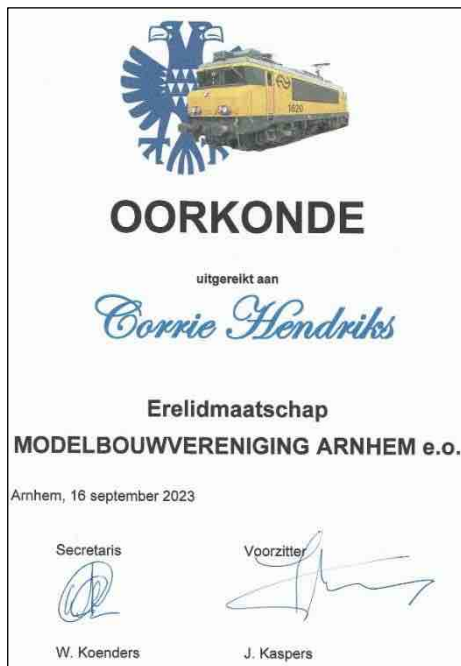 1620
OORKONDE
uitgereikt aan
Corrie Hendriks
Erelidmaatschap
MODELBOUWVERENIGING ARNHEM e.o.
Arnhem, 16 september 2023
Secretaris Voorzitter
W. Koenders J. Kaspers